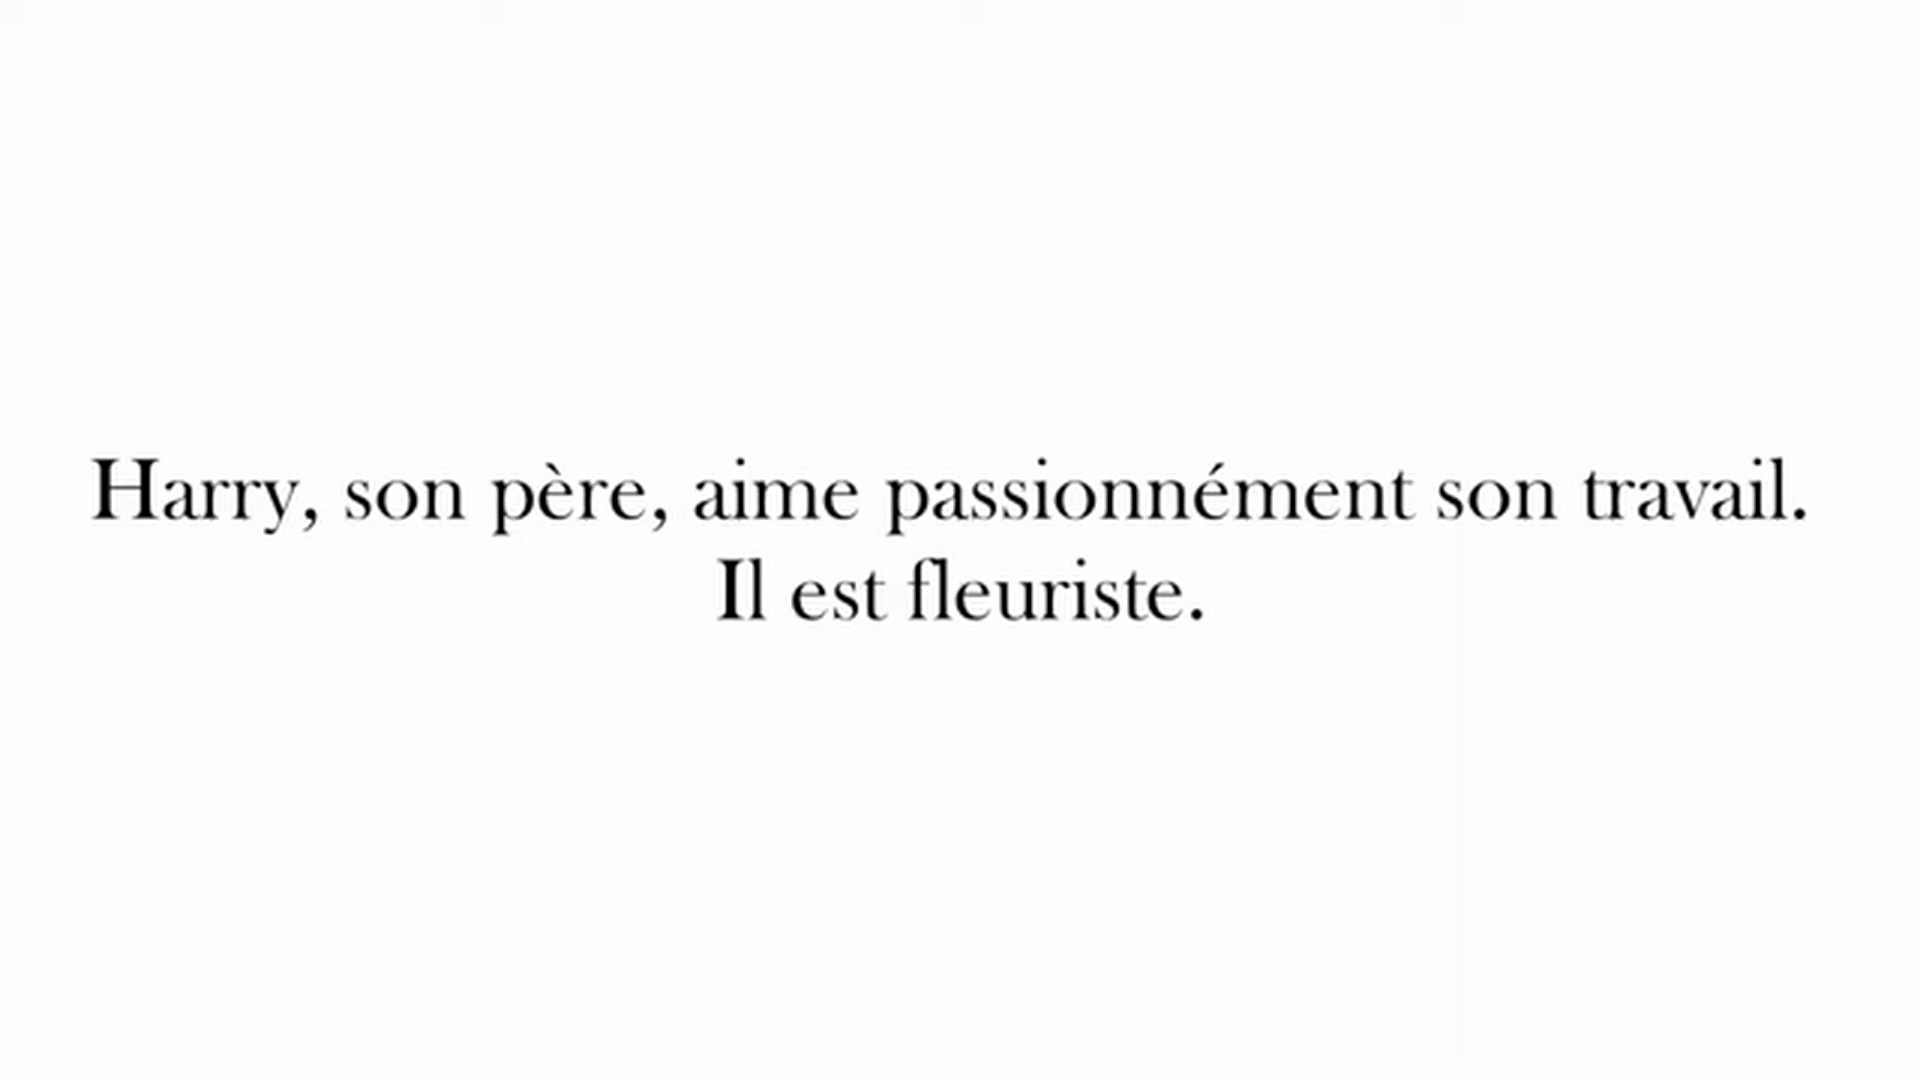 Harry, son père, aime passionnément son travail.
Il est fleuriste.